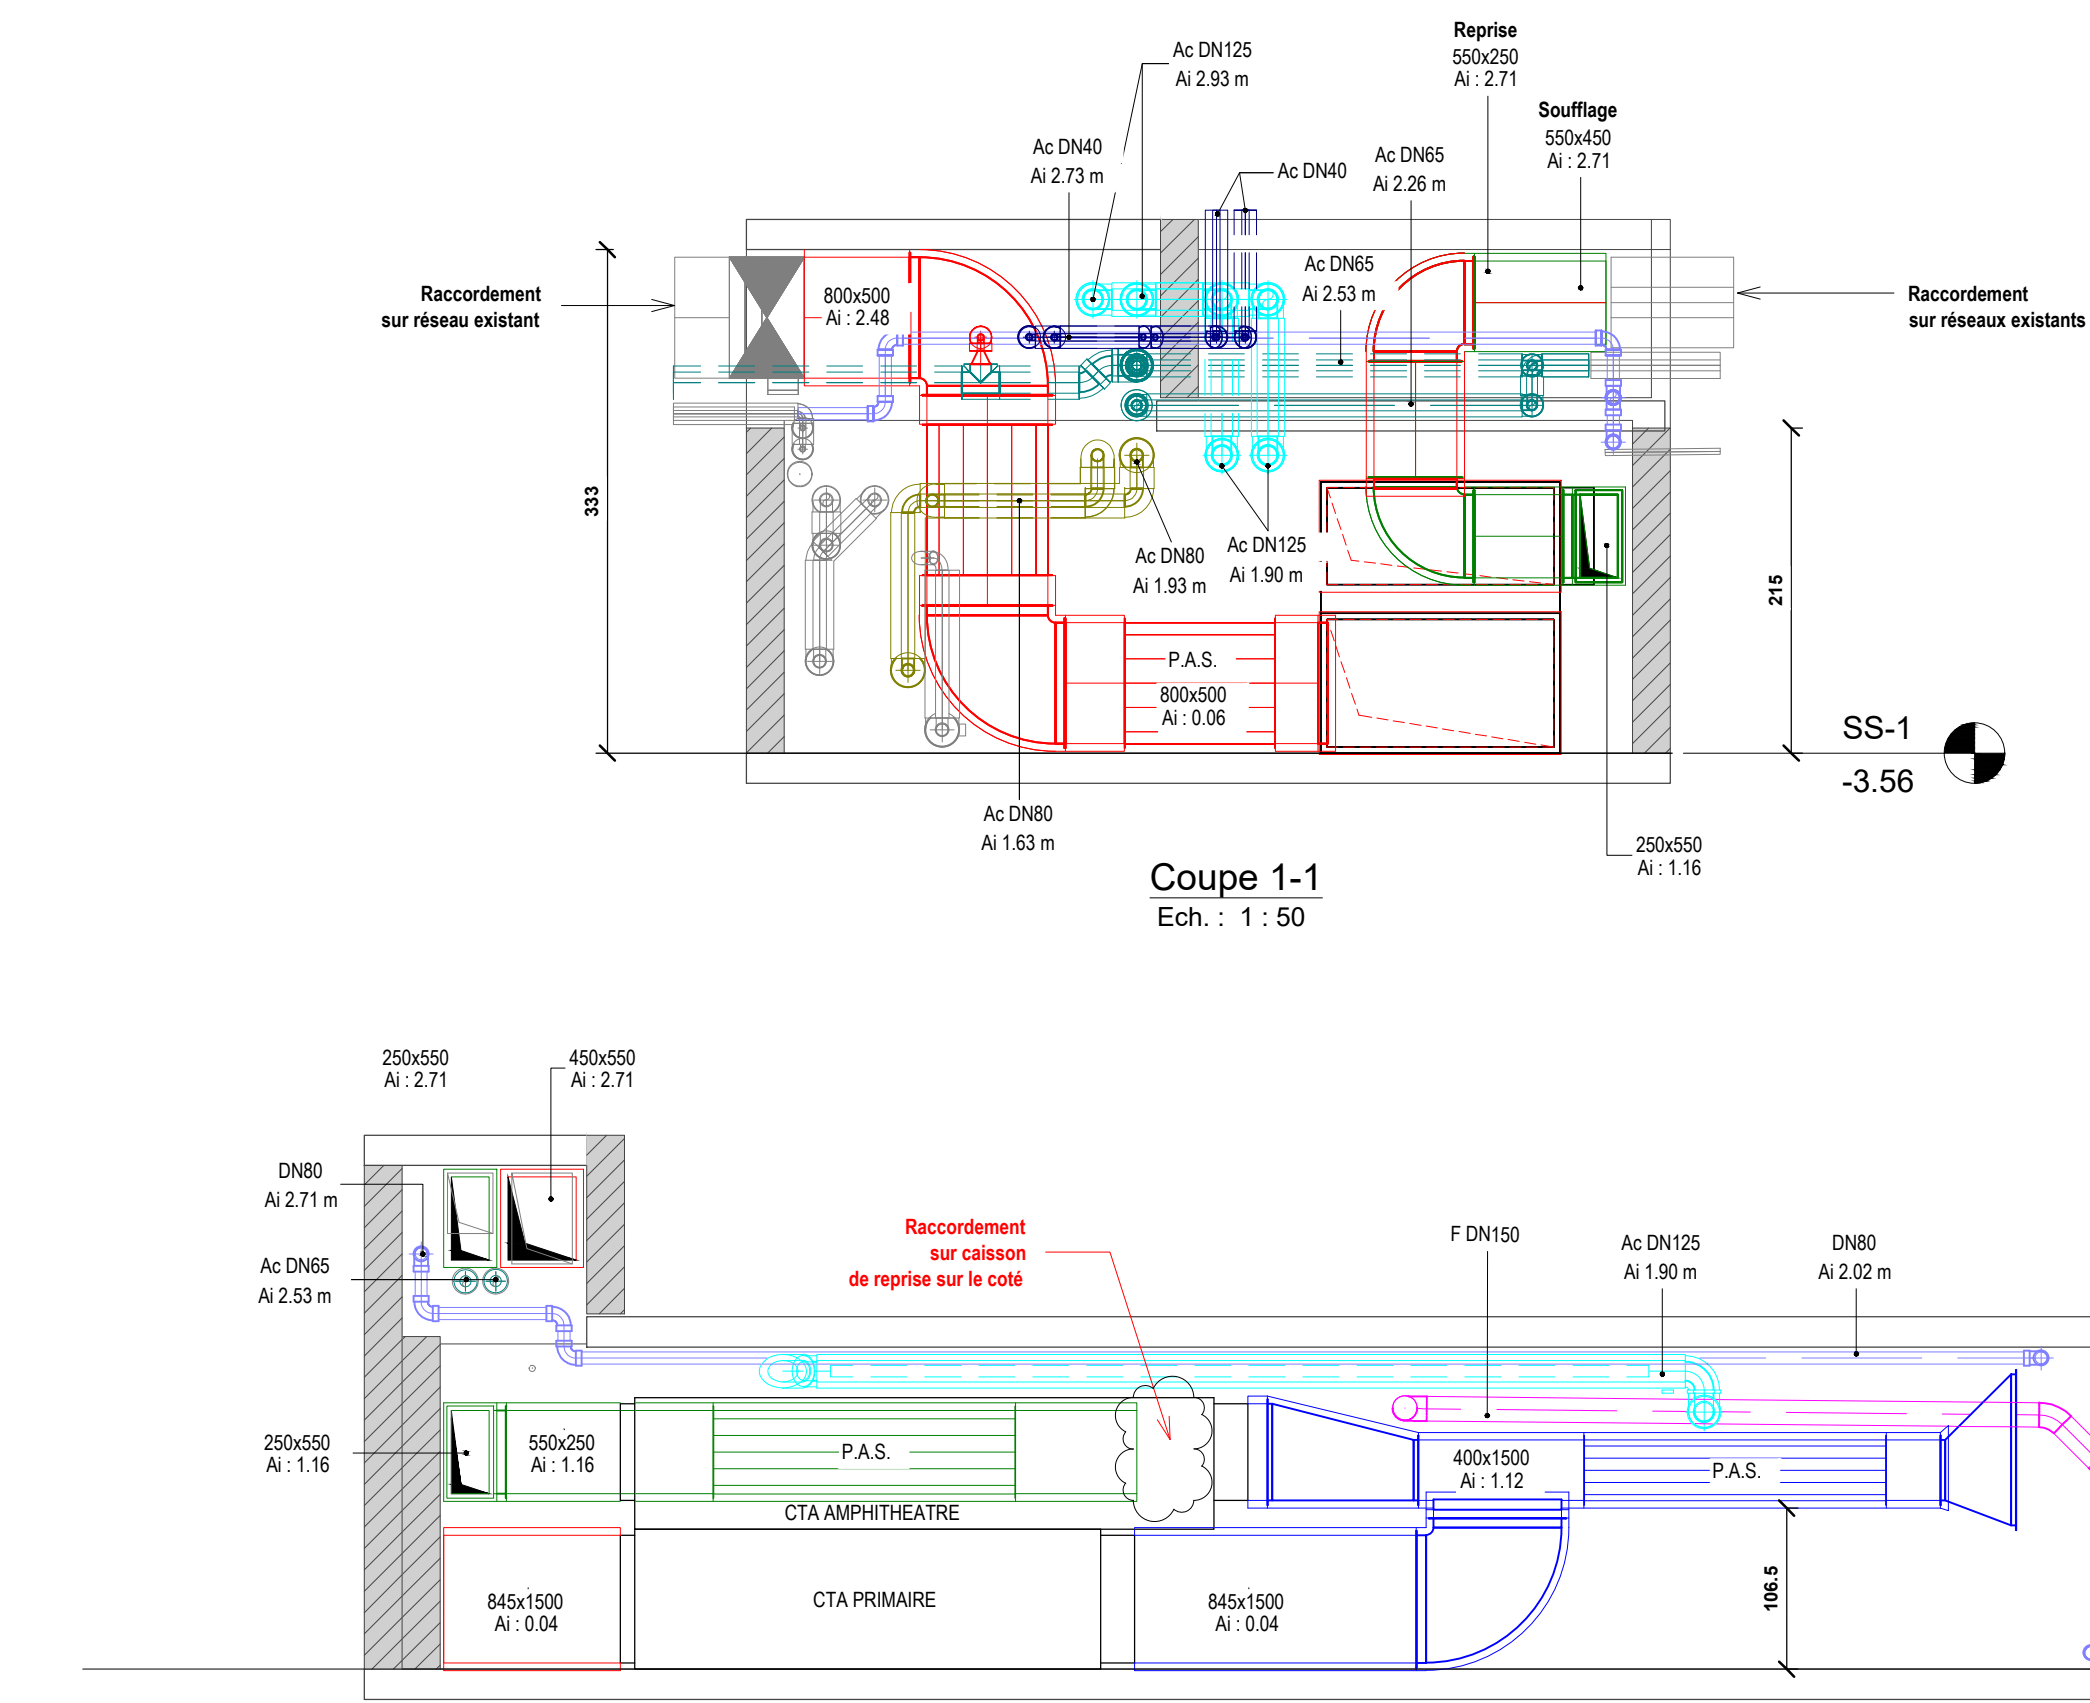 Reprise
550x250
Ai : 2.71
Ac DN125
Ai 2.93 m
Soufflage
550x450
Ai : 2.71
Ac DN40
Ai 2.73 m
Ac DN40
Ac DN65
Ai 2.26 m
Ac DN65
Ai 2.53 m
800x500
Ai : 2.48
Raccordement
sur réseau existant
Raccordement
sur réseaux existants
333
215
Ac DN80
Ai 1.93 m
Ac DN125
Ai 1.90 m
P.A.S.
800x500
Ai : 0.06
SS-1
-3.56
Ac DN80
Ai 1.63 m
250x550
Ai : 1.16
Coupe 1-1
Ech. : 1 : 50
250x550
Ai : 2.71
450x550
Ai : 2.71
DN80
Ai 2.71 m
Ac DN65
Ai 2.53 m
Raccordement
sur caisson
de reprise sur le coté
F DN150
Ac DN125
Ai 1.90 m
DN80
Ai 2.02 m
250x550
Ai : 1.16
550x250
Ai : 1.16
P.A.S.
400x1500
Ai : 1.12
P.A.S.
CTA AMPHITHEATRE
845x1500
Ai : 0.04
CTA PRIMAIRE
845x1500
Ai : 0.04
106.5